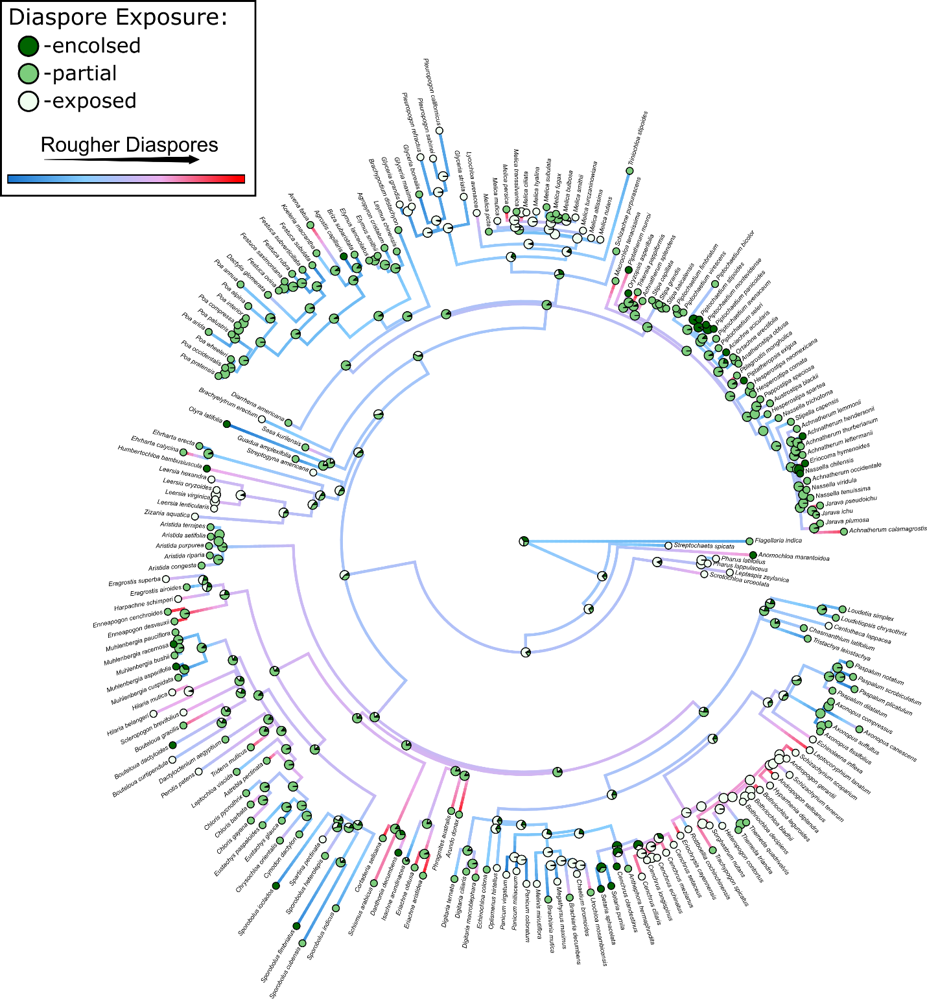 Diaspore Exposure:
-encolsed
-partial
-exposed
Rougher Diaspores
Pleuropogon californicus
Pleuropogon sabinei
Pleuropogon refractus
Glyceria borealis
Glyceria maxima
Glyceria grandis
Brachypodium distachyon
Leymus chinensis
Agropyron cristatum
Elymus smithii
Elymus lanceolatus
Briza subaristata
Agrostis capillaris
Avena fatua
Koeleria macrantha
Festuca subulata
Festuca subverticillata
Festuca rubra
Festuca saximontana
Festuca ovina
Dactylis glomerata
Poa annua
Poa alpina
Poa interior
Poa compressa
Poa palustris
Poa arida
Poa wheeleri
Poa occidentalis
Poa pratensis
Diarrhena americana
Brachyelytrum erectum
Sasa kurilensis
Olyra latifolia
Guadua amplexifolia
Streptogyna americana
Ehrharta erecta
Ehrharta calycina
Humbertochloa bambusiuscula
Leersia hexandra
Leersia oryzoides
Leersia virginica
Leersia lenticularis
Zizania aquatica
Aristida ternipes
Aristida setifolia
Aristida purpurea
Aristida riparia
Aristida congesta
Eragrostis superba
Eragrostis airoides
Harpachne schimperi
Enneapogon cenchroides
Enneapogon desvauxii
Muhlenbergia pauciflora
Muhlenbergia racemosa
Muhlenbergia bushii
Muhlenbergia asperifolia
Muhlenbergia cuspidata
Hilaria mutica
Hilaria belangeri
Scleropogon brevifolius
Bouteloua gracilis
Bouteloua dactyloides
Bouteloua curtipendula
Dactyloctenium aegyptium
Perotis patens
Tridens muticus
Leptochloa viscida
Astrebla pectinata
Chloris pycnothrix
Chloris barbata
Chloris gayana
Eustachys paspaloides
Eustachys glauca
Chrysochloe orientalis
Cynodon dactylon
Sporobolus ioclados
Spartina pectinata
Sporobolus heterolepis
Sporobolus fimbriatus
Sporobolus cubensis
Sporobolus indicus
Cortaderia selloana
Schismus arabicus
Danthonia decumbens
Isachne arundinacea
Eriachne obtusa
Eriachne aristidea
Phragmites australis
Arundo donax
Digitaria ternata
Digitaria ciliaris
Digitaria macroblephara
Echinochloa colona
Oplismenus hirtellus
Panicum virgatum
Panicum miliaceum
Panicum coloratum
Melinis minutiflora
Brachiaria mutica
Megathyrsus maximus
Brachiaria decumbens
Chaetium bromoides
Urochloa mosambicensis
Setaria sphacelata
Setaria pumila
Cenchrus clandestinus
Anthephora hermaphrodita
Cenchrus ciliaris
Cenchrus longispinus
Cenchrus echinatus
Cenchrus mezianus
Cenchrus setaceus
Eriochrysis cayennensis
Rottboellia cochinchinensis
Trachypogon spicatus
Sorghastrum nutans
Heteropogon contortus
Themeda triandra
Themeda quadrivalvis
Bothriochloa decipiens
Bothriochloa bladhii
Bothriochloa laguroides
Hyparrhenia diplandra
Andropogon selloanus
Schizachyrium tenerum
Andropogon gerardii
Schizachyrium scoparium
Leptocoryphium lanatum
Echinolaena inflexa
Axonopus fissifolius
Axonopus suffultus
Axonopus canescens
Axonopus compressus
Paspalum dilatatum
Paspalum plicatulum
Paspalum scrobiculatum
Paspalum notatum
Tristachya leiostachya
Chasmanthium latifolium
Centotheca lappacea
Loudetiopsis chrysothrix
Loudetia simplex
Scrotochloa urceolata
Leptaspis zeylanica
Pharus lappulaceus
Pharus latifolius
Anomochloa marantoidea
Streptochaeta spicata
Flagellaria indica
Achnatherum calamagrostis
Jarava plumosa
Jarava ichu
Jarava pseudoichu
Nassella tenuissima
Nassella viridula
Achnatherum occidentale
Nassella chilensis
Eriocoma hymenoides
Achnatherum lettermanii
Achnatherum thurberianum
Achnatherum hendersonii
Achnatherum lemmonii
Stipella capensis
Nassella trichotoma
Hesperostipa spartea
Austrostipa blackii
Pappostipa speciosa
Hesperostipa comata
Hesperostipa neomexicana
Piptatheropsis exigua
Ptilagrostis mongholica
Anatherostipa obtusa
Ortachne erectifolia
Aciachne acicularis
Piptochaetium seleri
Piptochaetium avenaceum
Piptochaetium panicoides
Piptochaetium montevidense
Piptochaetium stipoides
Piptochaetium bicolor
Piptochaetium virescens
Piptochaetium fimbriatum
Stipa baicalensis
Stipa grandis
Stipa capillata
Achnatherum splendens
Trikeraia pappiformis
Oryzopsis asperifolia
Piptatherum munroi
Macrochloa tenacissima
Schizachne purpurascens
Triniochloa stipoides
Melica nutans
Melica altissima
Melica turczaninowiana
Melica smithii
Melica bulbosa
Melica fugax
Melica subulata
Melica hyalina
Melica ciliata
Melica transsilvanica
Melica persica
Melica mutica
Melica picta
Lycochloa avenacea
Glyceria striata